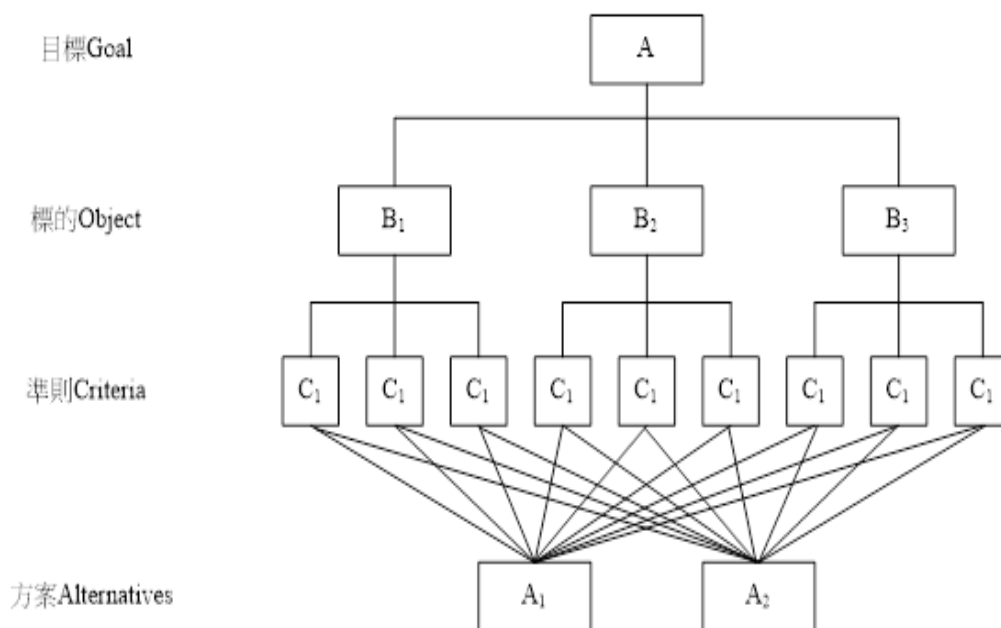 目標Goal
A
標的Object
B₁
B₂
B₃
準則Criteria
C₁
C₁
C₁
C₁
C₁
C₁
C₁
C₁
C₁
方案Alternatives
A₁
A₂